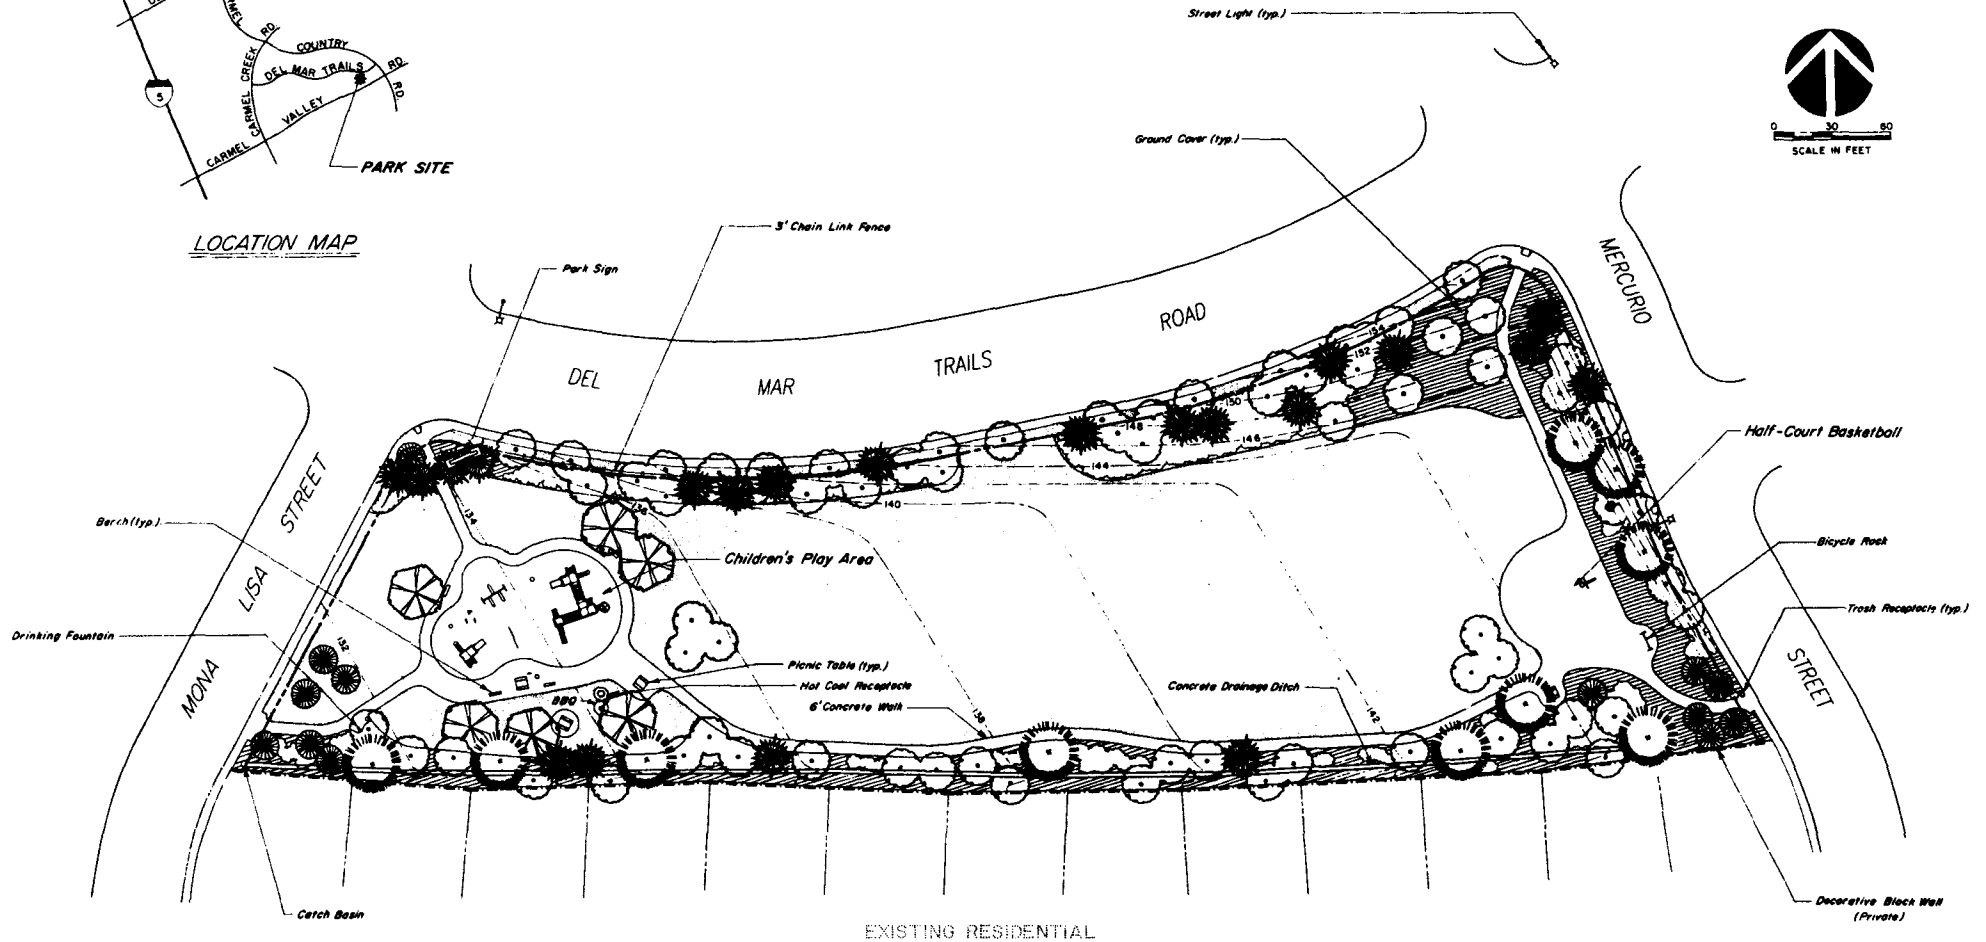 CARMEL CREEK RD.
COUNTRY
RD.
DEL MAR TRAILS
RD.
CARMEL VALLEY
5
PARK SITE
LOCATION MAP
Street Light (typ.)
0 30 60
SCALE IN FEET
Ground Cover (typ.)
3' Chain Link Fence
Park Sign
MERCURIO
STREET
DEL MAR TRAILS ROAD
154
152
150
148
146
144
140
136
134
132
138
142
Half-Court Basketball
Bench (typ.)
MONA LISA STREET
Children's Play Area
Bicycle Rack
Trash Receptacle (typ.)
Drinking Fountain
Picnic Table (typ.)
Hot Coal Receptacle
BBQ
6' Concrete Walk
Concrete Drainage Ditch
Catch Basin
Decorative Block Wall
(Private)
EXISTING RESIDENTIAL